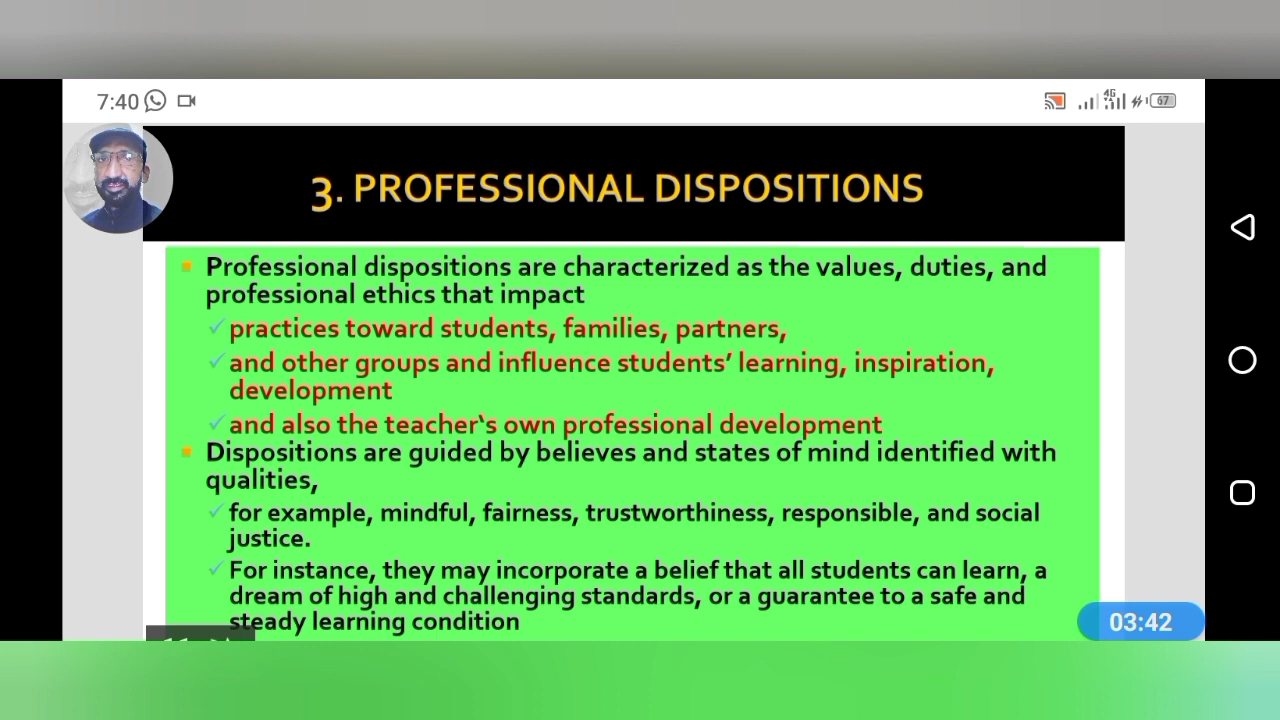 7:40
4G
67
3. PROFESSIONAL DISPOSITIONS
Professional dispositions are characterized as the values, duties, and
professional ethics that impact
practices toward students, families, partners,
and other groups and influence students’ learning, inspiration,
development
and also the teacher‘s own professional development
Dispositions are guided by believes and states of mind identified with
qualities,
for example, mindful, fairness, trustworthiness, responsible, and social
justice.
For instance, they may incorporate a belief that all students can learn, a
dream of high and challenging standards, or a guarantee to a safe and
steady learning condition
03:42